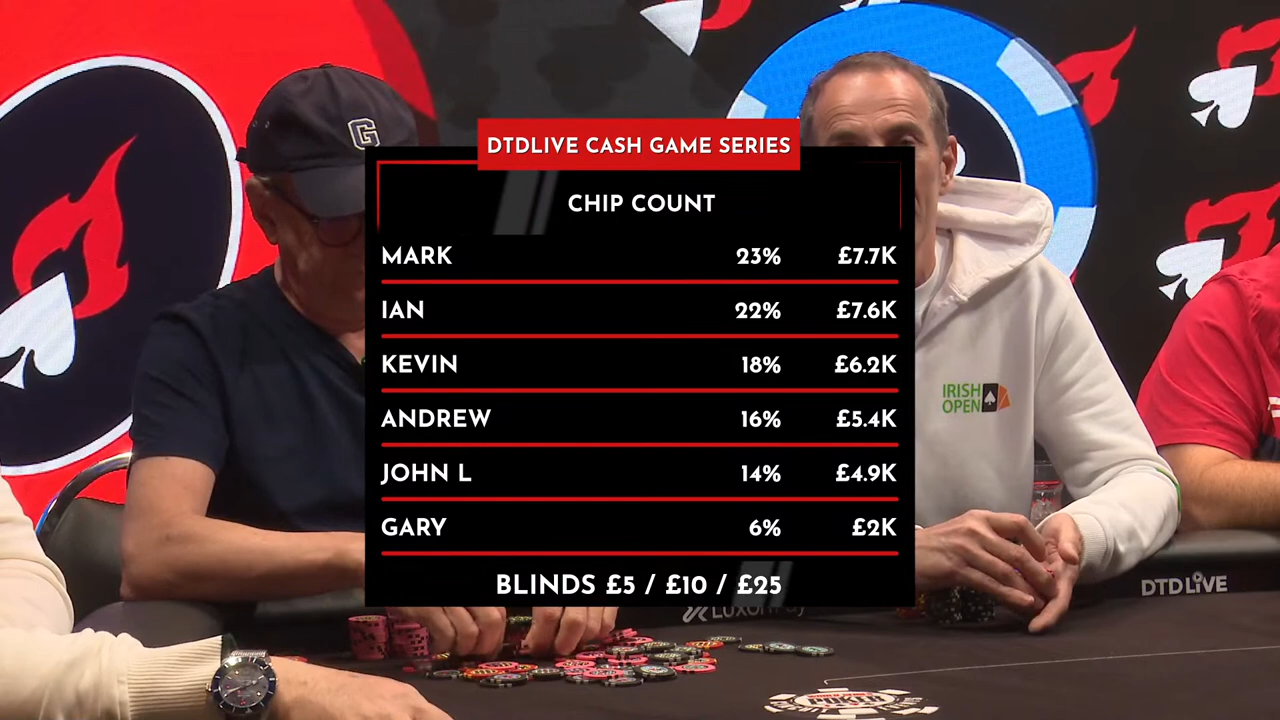 G
DTDLIVE CASH GAME SERIES
CHIP COUNT
MARK 23% £7.7K
IAN 22% £7.6K
KEVIN 18% £6.2K
ANDREW 16% £5.4K
JOHN L 14% £4.9K
GARY 6% £2K
BLINDS £5 / £10 / £25
IRISH
OPEN
DTDLIVE
POKER